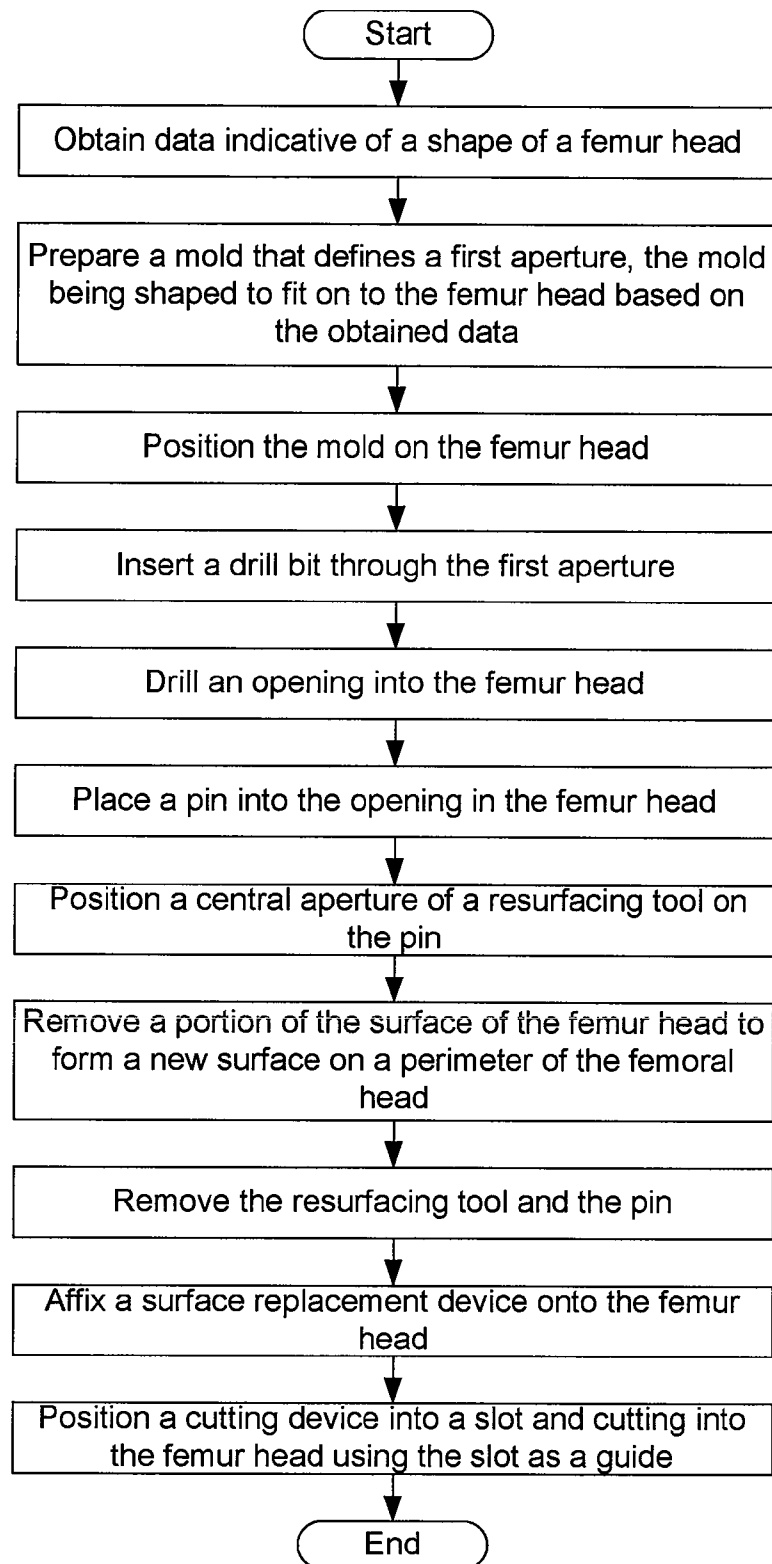 Start
Obtain data indicative of a shape of a femur head
Prepare a mold that defines a first aperture, the mold
being shaped to fit on to the femur head based on
the obtained data
Position the mold on the femur head
Insert a drill bit through the first aperture
Drill an opening into the femur head
Place a pin into the opening in the femur head
Position a central aperture of a resurfacing tool on
the pin
Remove a portion of the surface of the femur head to
form a new surface on a perimeter of the femoral
head
Remove the resurfacing tool and the pin
Affix a surface replacement device onto the femur
head
Position a cutting device into a slot and cutting into
the femur head using the slot as a guide
End